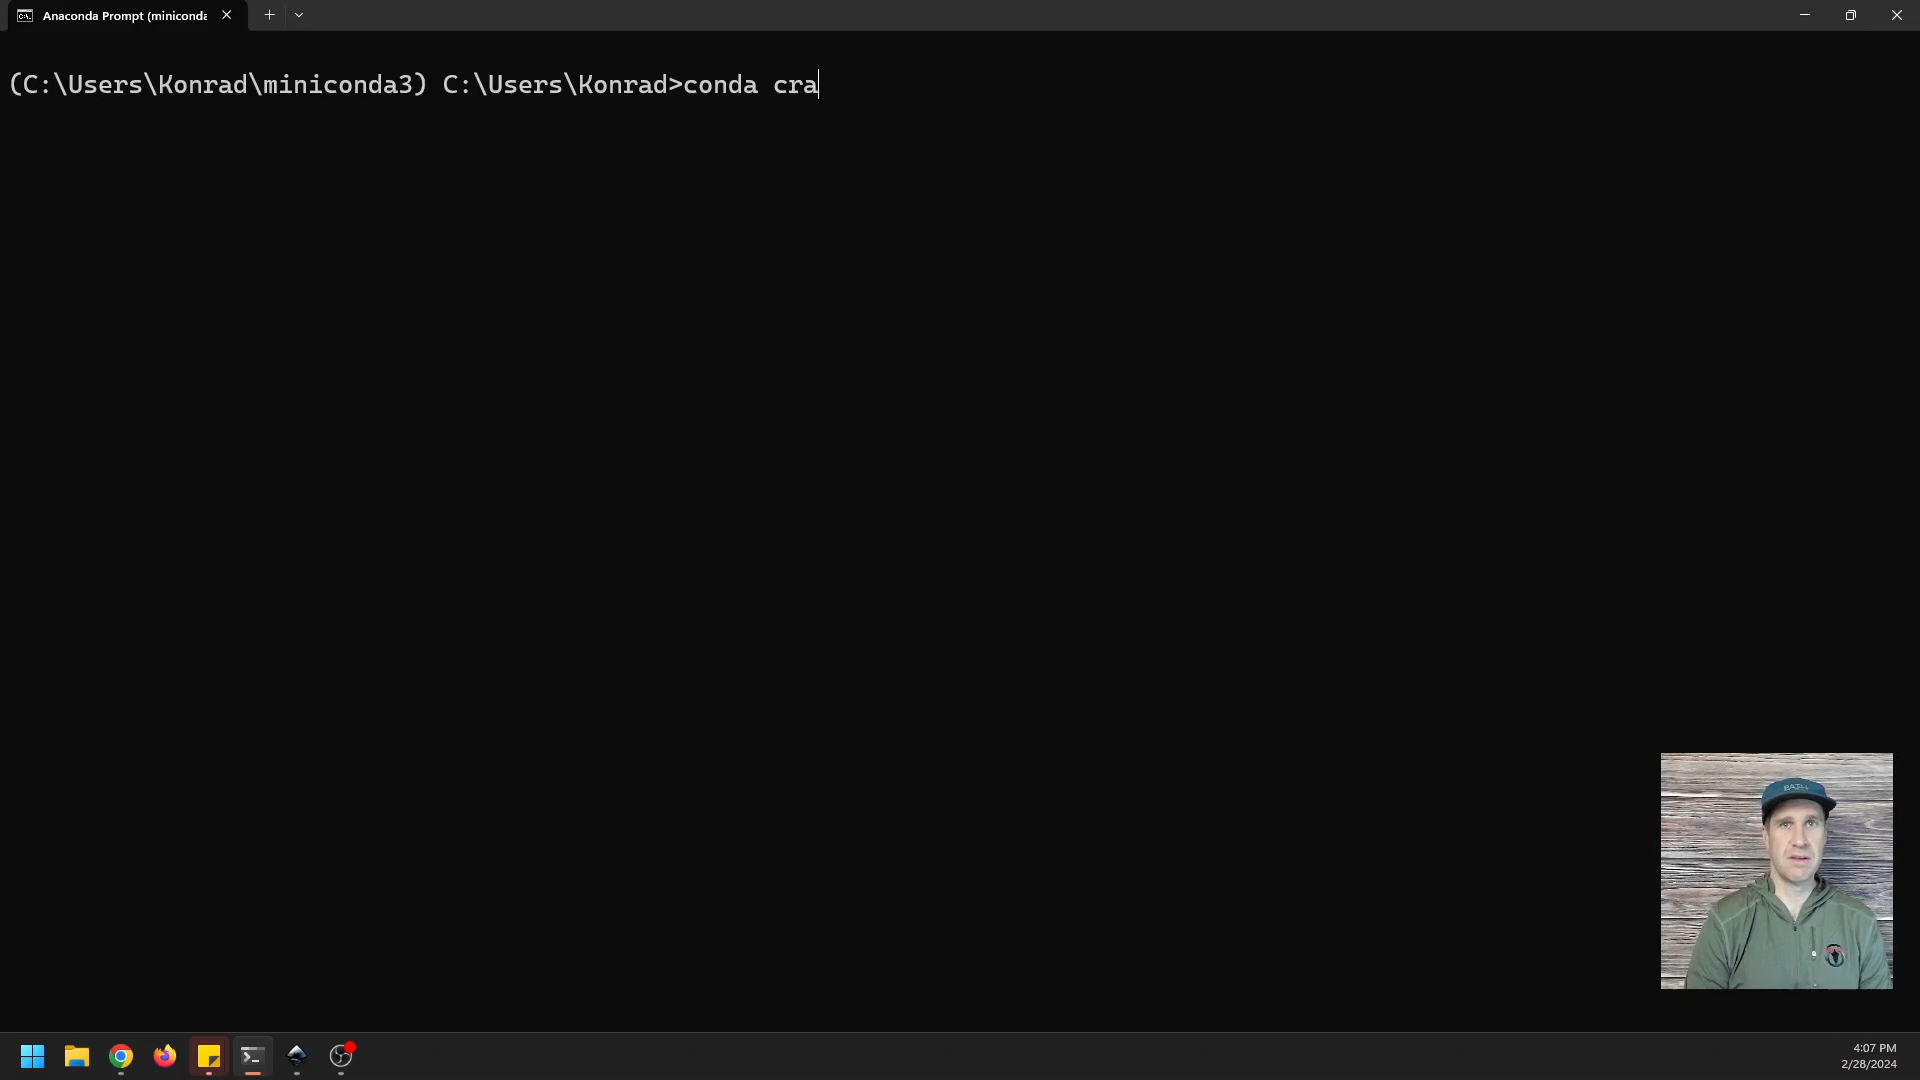 Anaconda Prompt (miniconda
(C:\Users\Konrad\miniconda3) C:\Users\Konrad>conda cra
4:07 PM
2/28/2024